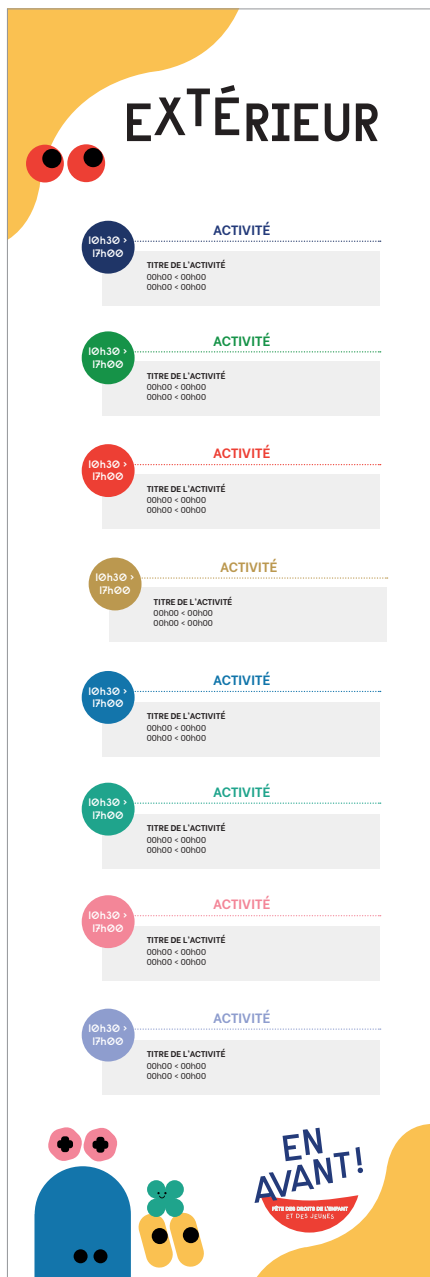 EXTÉRIEUR
ACTIVITÉ
10h30 >
17h00
TITRE DE L'ACTIVITÉ
00h00 < 00h00
00h00 < 00h00
ACTIVITÉ
10h30 >
17h00
TITRE DE L'ACTIVITÉ
00h00 < 00h00
00h00 < 00h00
ACTIVITÉ
10h30 >
17h00
TITRE DE L'ACTIVITÉ
00h00 < 00h00
00h00 < 00h00
ACTIVITÉ
10h30 >
17h00
TITRE DE L'ACTIVITÉ
00h00 < 00h00
00h00 < 00h00
ACTIVITÉ
10h30 >
17h00
TITRE DE L'ACTIVITÉ
00h00 < 00h00
00h00 < 00h00
ACTIVITÉ
10h30 >
17h00
TITRE DE L'ACTIVITÉ
00h00 < 00h00
00h00 < 00h00
ACTIVITÉ
10h30 >
17h00
TITRE DE L'ACTIVITÉ
00h00 < 00h00
00h00 < 00h00
ACTIVITÉ
10h30 >
17h00
TITRE DE L'ACTIVITÉ
00h00 < 00h00
00h00 < 00h00
EN
AVANT!
FÊTE DES DROITS DE L'ENFANT
ET DES JEUNES